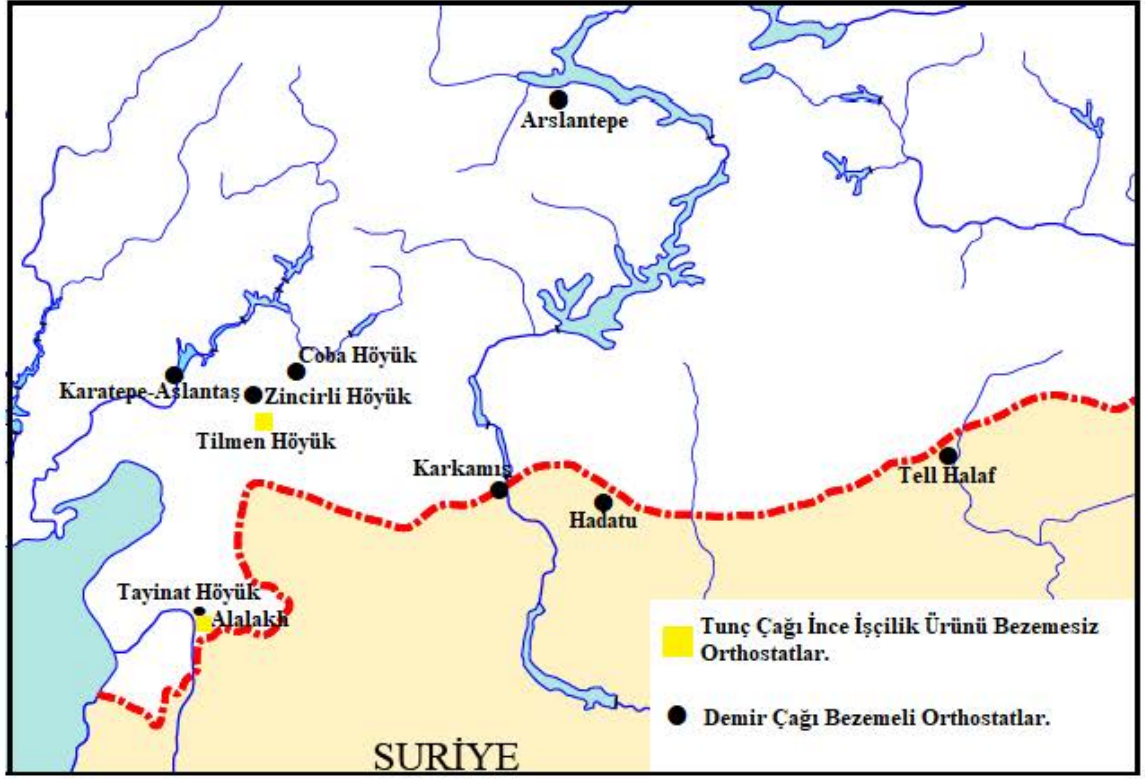 Arslantepe
Coba Höyük
Karatepe-Aslantaş
Zincirli Höyük
Tilmen Höyük
Karkamış
Tell Halaf
Hadatu
Tayinat Höyük
Alalakh
Tunç Çağı İnce İşçilik Ürünü Bezemesiz
Orthostatlar.
Demir Çağı Bezemeli Orthostatlar.
SURİYE